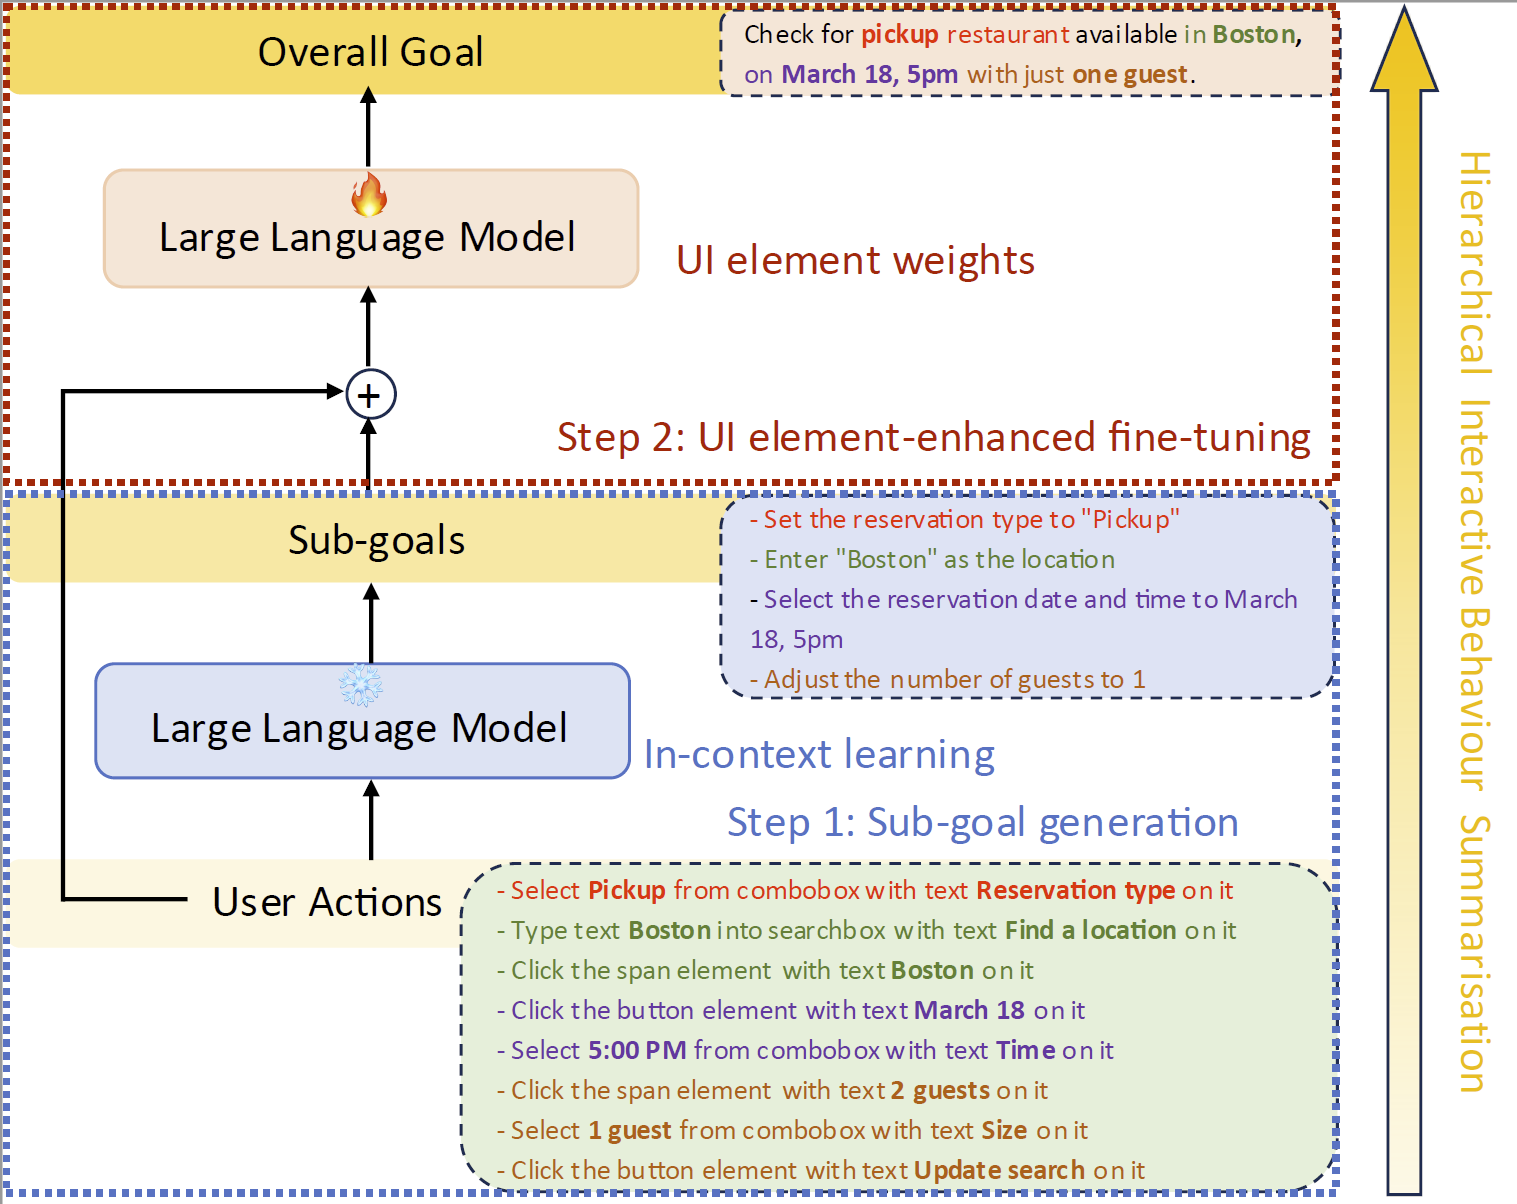 Overall Goal
Check for pickup restaurant available in Boston,
on March 18, 5pm with just one guest.
Large Language Model
UI element weights
+
Step 2: UI element-enhanced fine-tuning
Sub-goals
- Set the reservation type to "Pickup"
- Enter "Boston" as the location
- Select the reservation date and time to March
18, 5pm
- Adjust the number of guests to 1
Large Language Model
In-context learning
Step 1: Sub-goal generation
User Actions
- Select Pickup from combobox with text Reservation type on it
- Type text Boston into searchbox with text Find a location on it
- Click the span element with text Boston on it
- Click the button element with text March 18 on it
- Select 5:00 PM from combobox with text Time on it
- Click the span element with text 2 guests on it
- Select 1 guest from combobox with text Size on it
- Click the button element with text Update search on it
Hierarchical Interactive Behaviour Summarisation